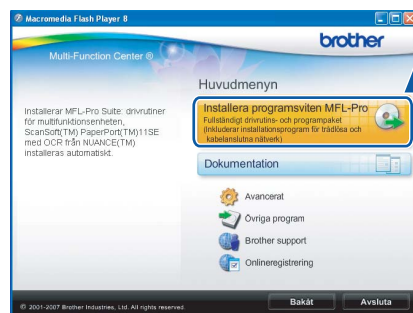 Macromedia Flash Player 8
brother
Multi-Function Center ®
Huvudmenyn
Installerar MFL-Pro Suite: drivrutiner
för multifunktionsenheten,
ScanSoft(TM) PaperPort(TM)11SE
med OCR från NUANCE(TM)
installeras automatiskt.
Installera programsviten MFL-Pro
Fullständigt drivrutins- och programpaket
(Inkluderar installationsprogram för trådlösa och
kabelanslutna nätverk)
Dokumentation
Avancerat
Övriga program
Brother support
Onlineregistrering
© 2001-2007 Brother Industries, Ltd. All rights reserved.
Bakåt
Avsluta